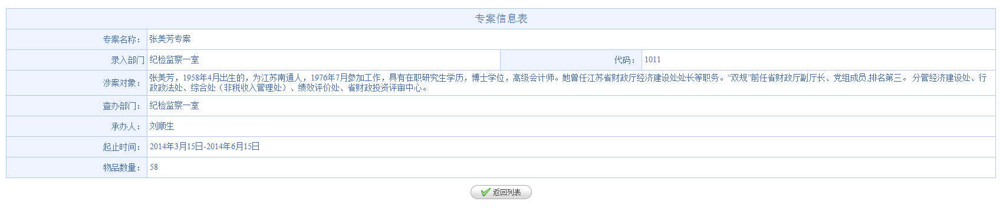 专案信息表
专案名称： 张美芳专案
录入部门 纪检监察一室 代码： 1011
涉案对象： 张美芳，1958年4月出生的，为江苏南通人，1976年7月参加工作，具有在职研究生学历，博士学位，高级会计师。她曾任江苏省财政厅经济建设处处长等职务。“双规”前任省财政厅副厅长、党组成员,排名第三。 分管经济建设处、行
政政法处、综合处（非税收入管理处）、绩效评价处、省财政投资评审中心。
查办部门： 纪检监察一室
承办人： 刘顺生
起止时间： 2014年3月15日-2014年6月15日
物品数量： 58
返回列表